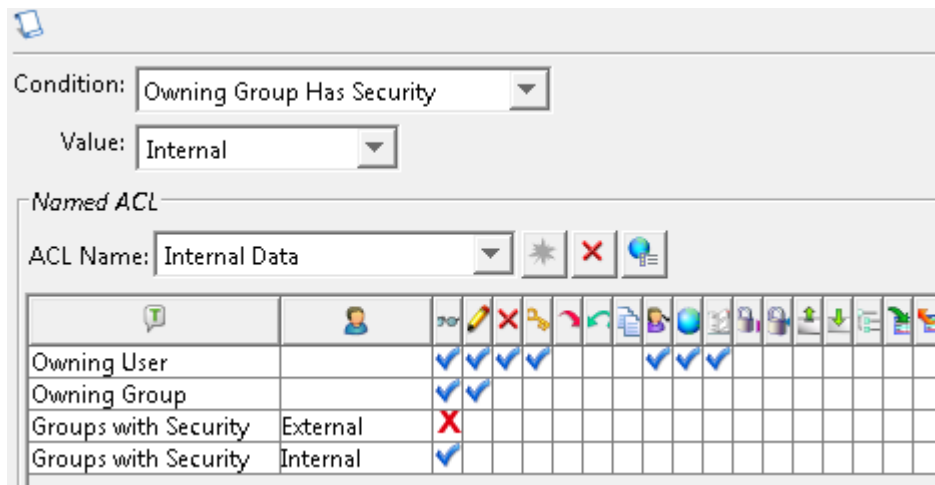 Condition: Owning Group Has Security
Value: Internal
Named ACL
ACL Name: Internal Data
Owning User
Owning Group
Groups with Security External
Groups with Security Internal